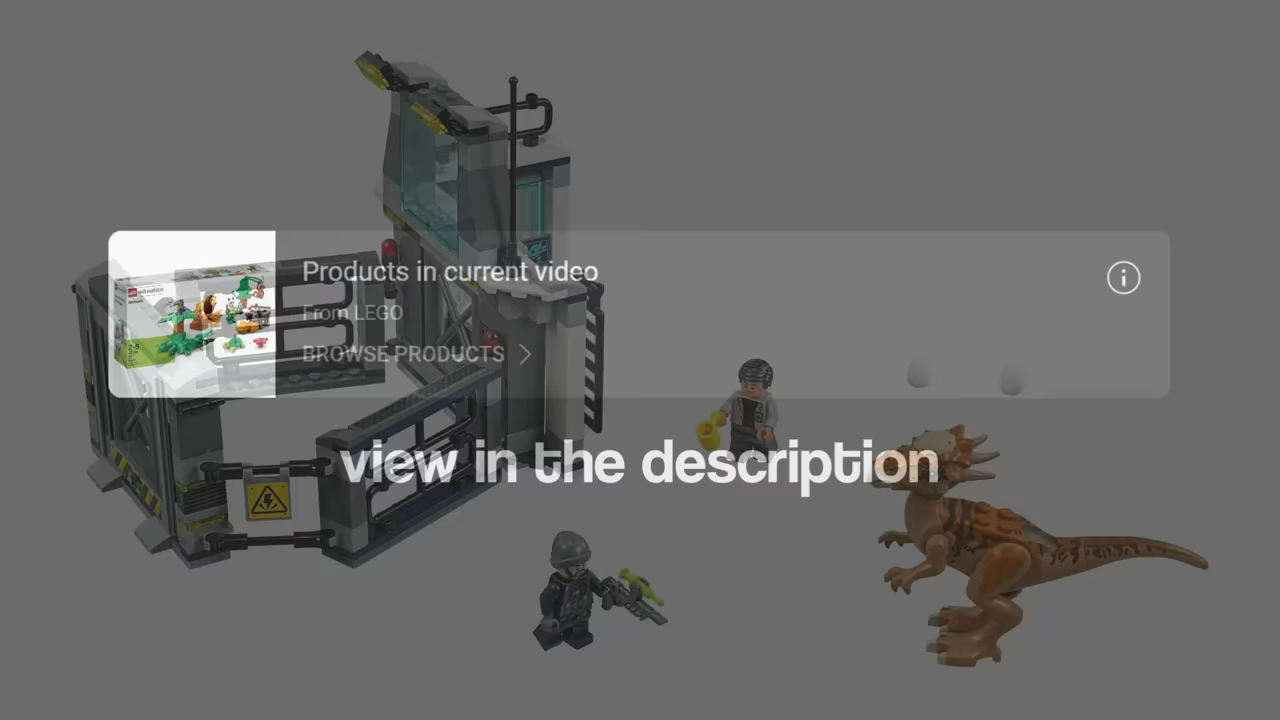 Products in current video
From LEGO
BROWSE PRODUCTS
view in the description